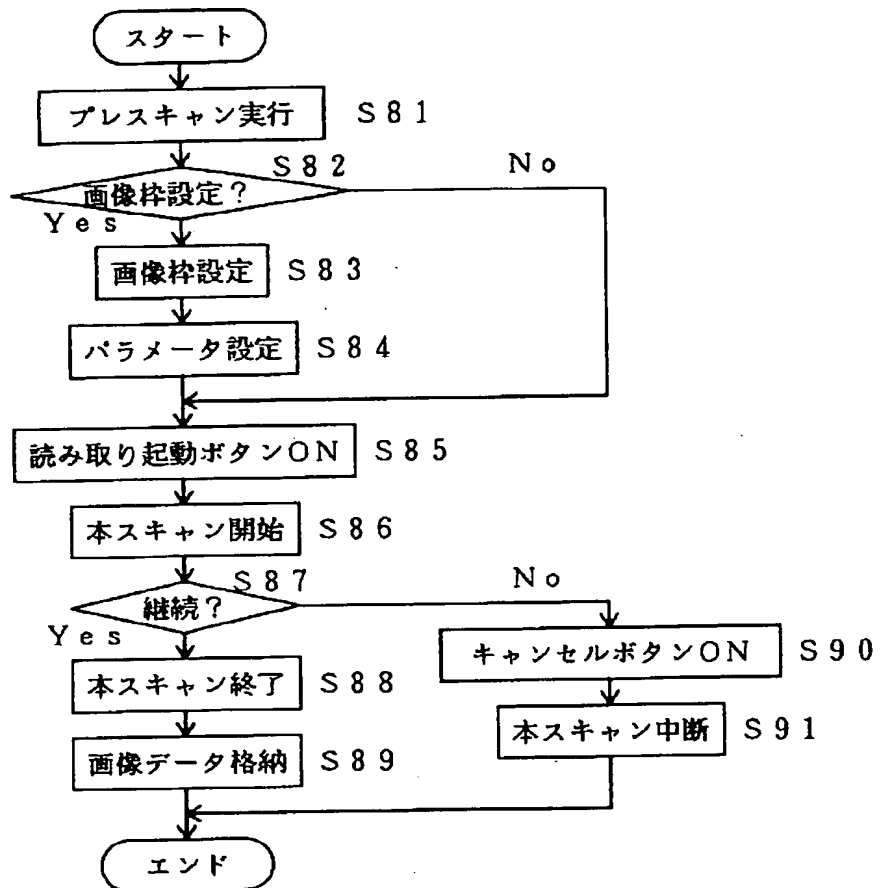 スタート
プレスキャン実行 S81
S82 No
画像枠設定?
Yes
画像枠設定 S83
パラメータ設定 S84
読み取り起動ボタンON S85
本スキャン開始 S86
S87 No
継続?
Yes
キャンセルボタンON S90
本スキャン終了 S88
本スキャン中断 S91
画像データ格納 S89
エンド